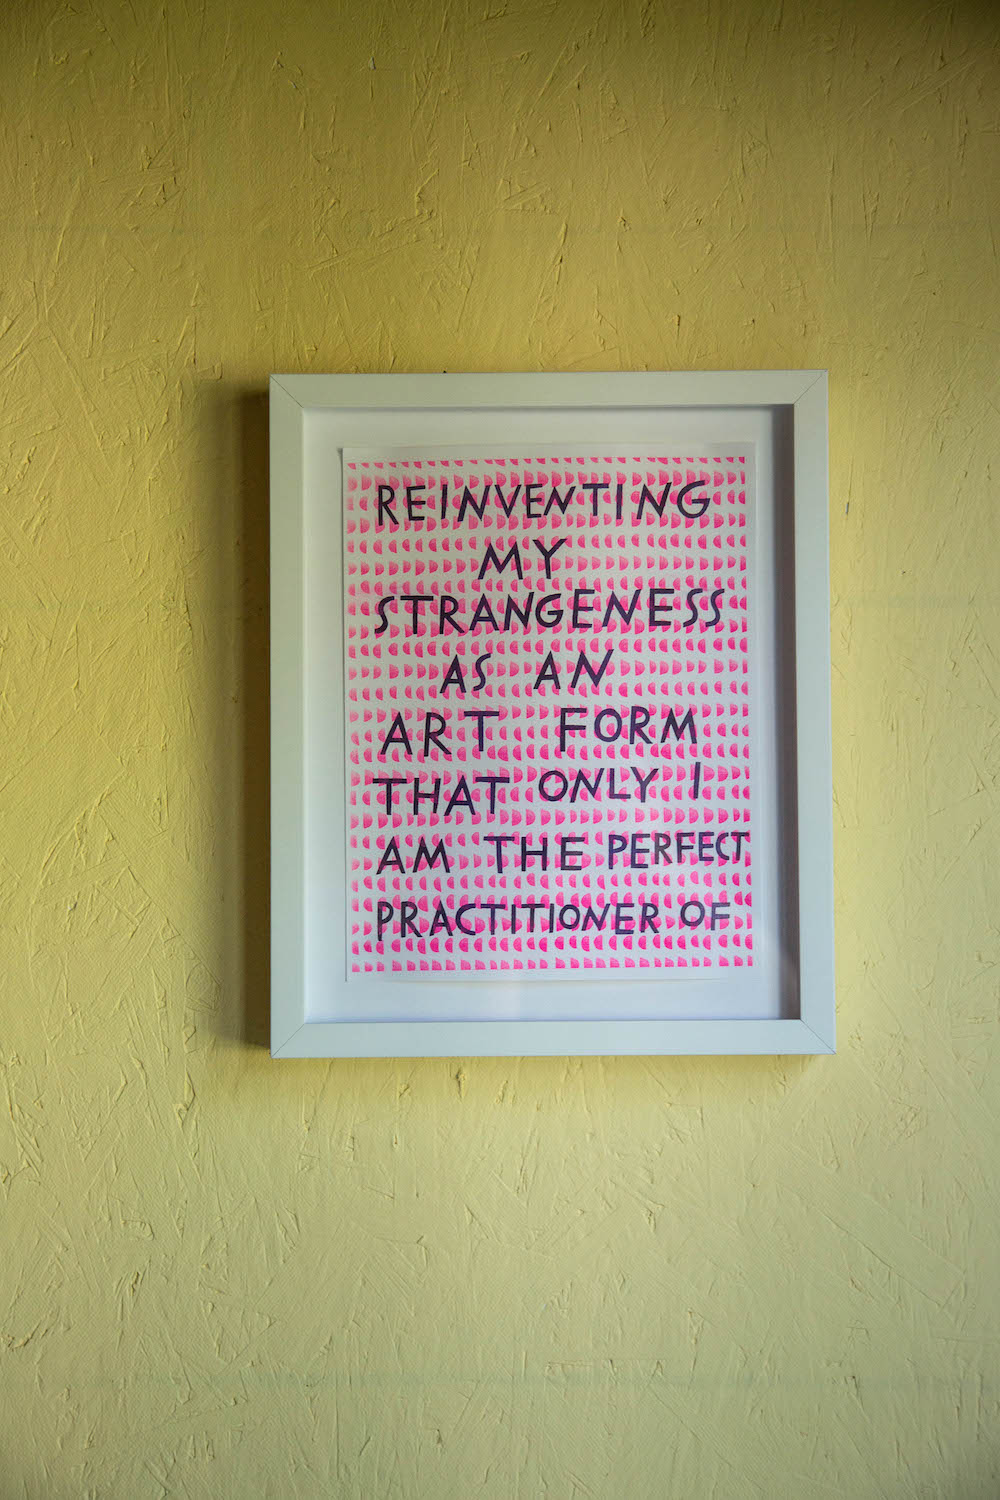 REINVENTING
MY
STRANGENESS
AS AN
ART FORM
THAT ONLY I
AM THE PERFECT
PRACTITIONER OF